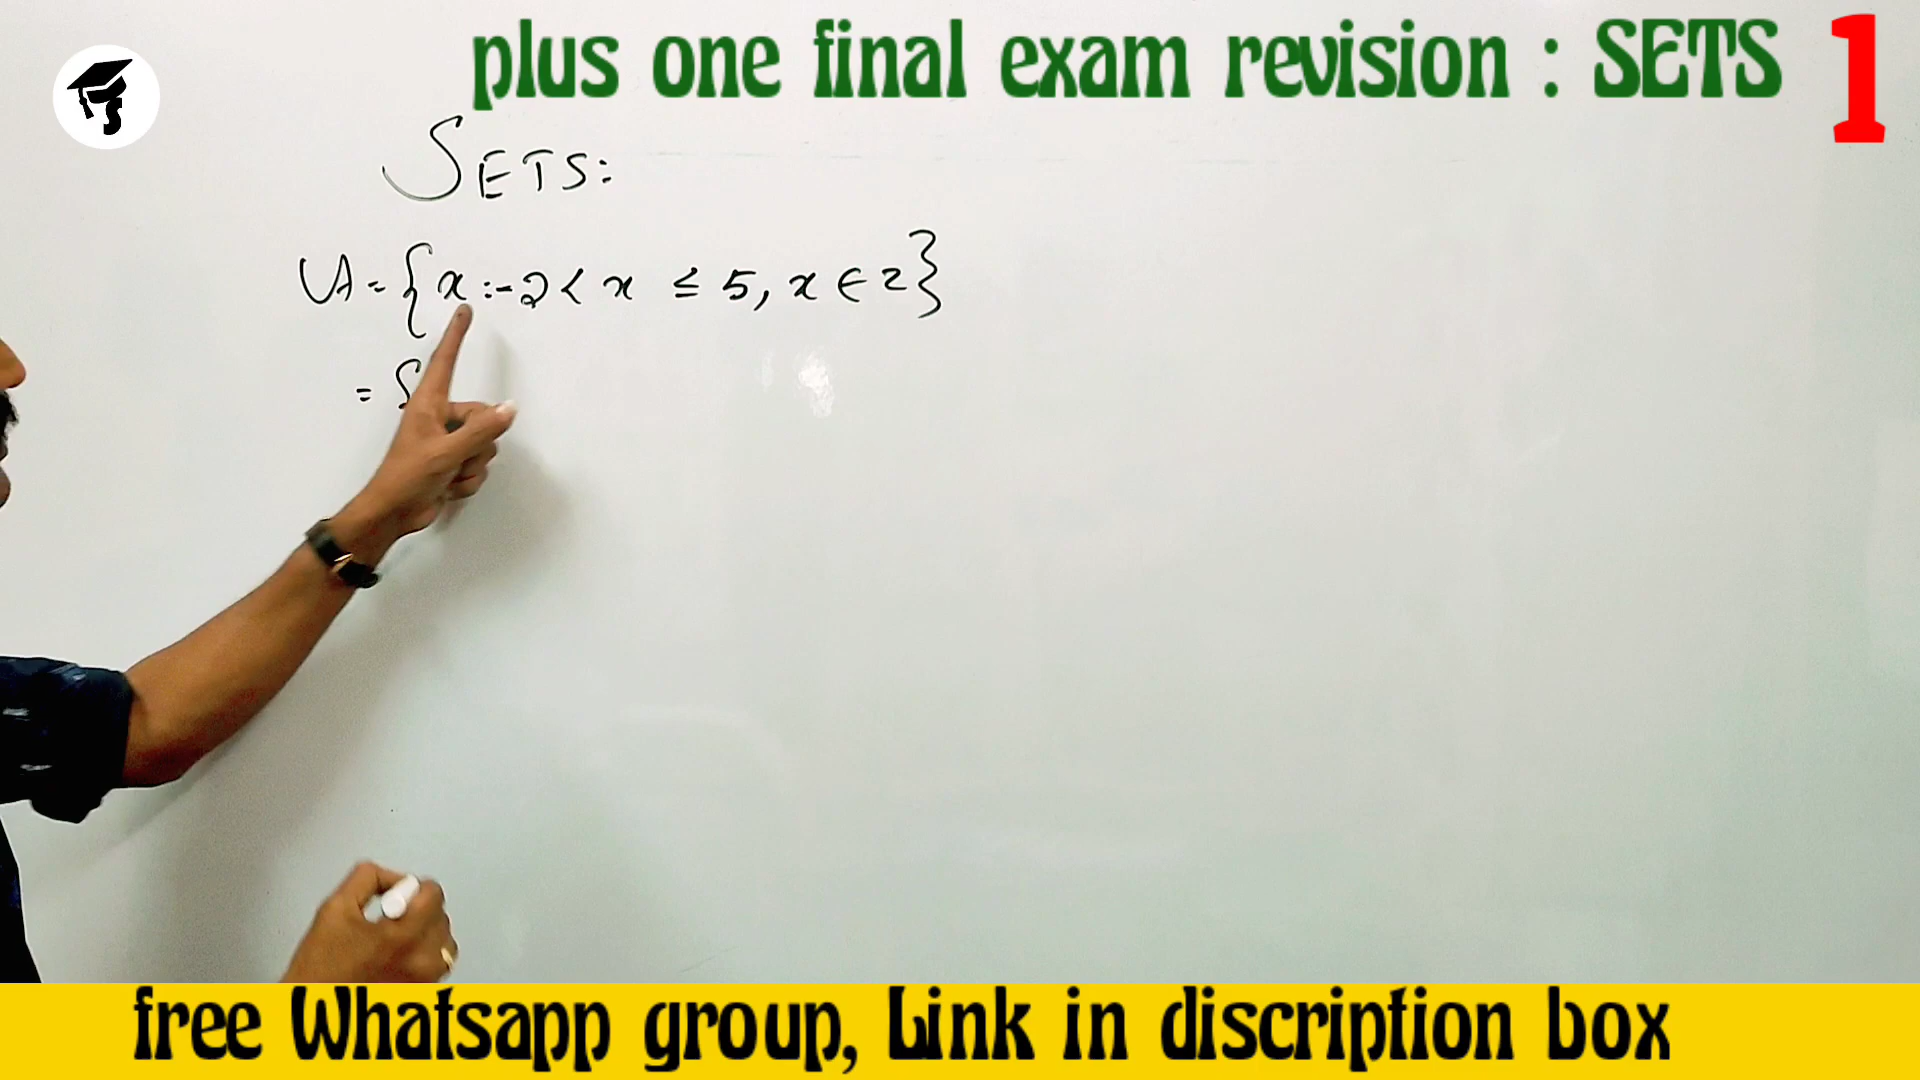 plus one final exam revision : SETS 1
SETS:
A = {x : -2 < x ≤ 5, x ∈ Z}
= {
free Whatsapp group, Link in discription box